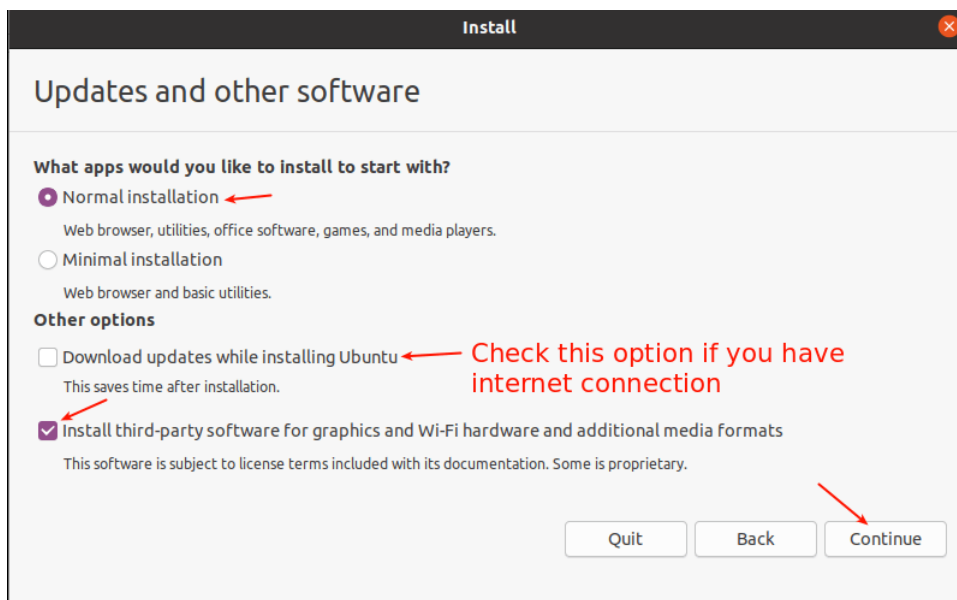 Install
Updates and other software
What apps would you like to install to start with?
Normal installation
Web browser, utilities, office software, games, and media players.
Minimal installation
Web browser and basic utilities.
Other options
Download updates while installing Ubuntu
Check this option if you have
internet connection
This saves time after installation.
Install third-party software for graphics and Wi-Fi hardware and additional media formats
This software is subject to license terms included with its documentation. Some is proprietary.
Quit Back Continue